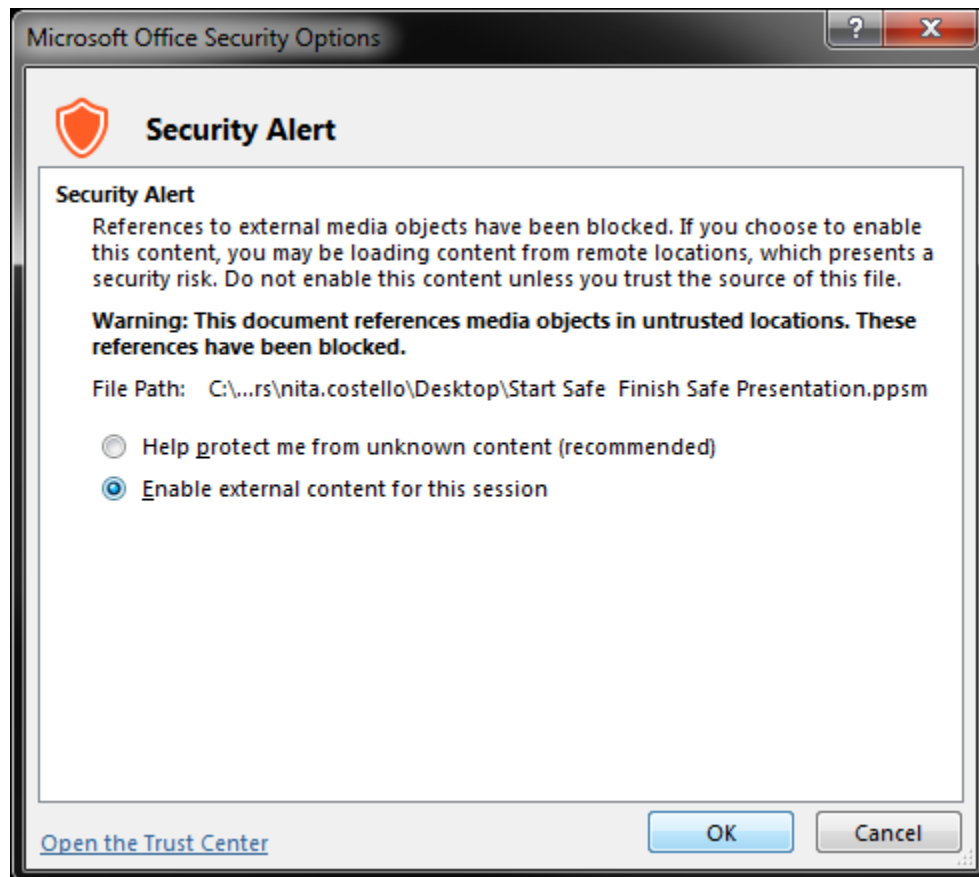 Microsoft Office Security Options
Security Alert
Security Alert
References to external media objects have been blocked. If you choose to enable
this content, you may be loading content from remote locations, which presents a
security risk. Do not enable this content unless you trust the source of this file.
Warning: This document references media objects in untrusted locations. These
references have been blocked.
File Path: C:\...rs\nita.costello\Desktop\Start Safe  Finish Safe Presentation.ppsm
Help protect me from unknown content (recommended)
Enable external content for this session
Open the Trust Center
OK
Cancel